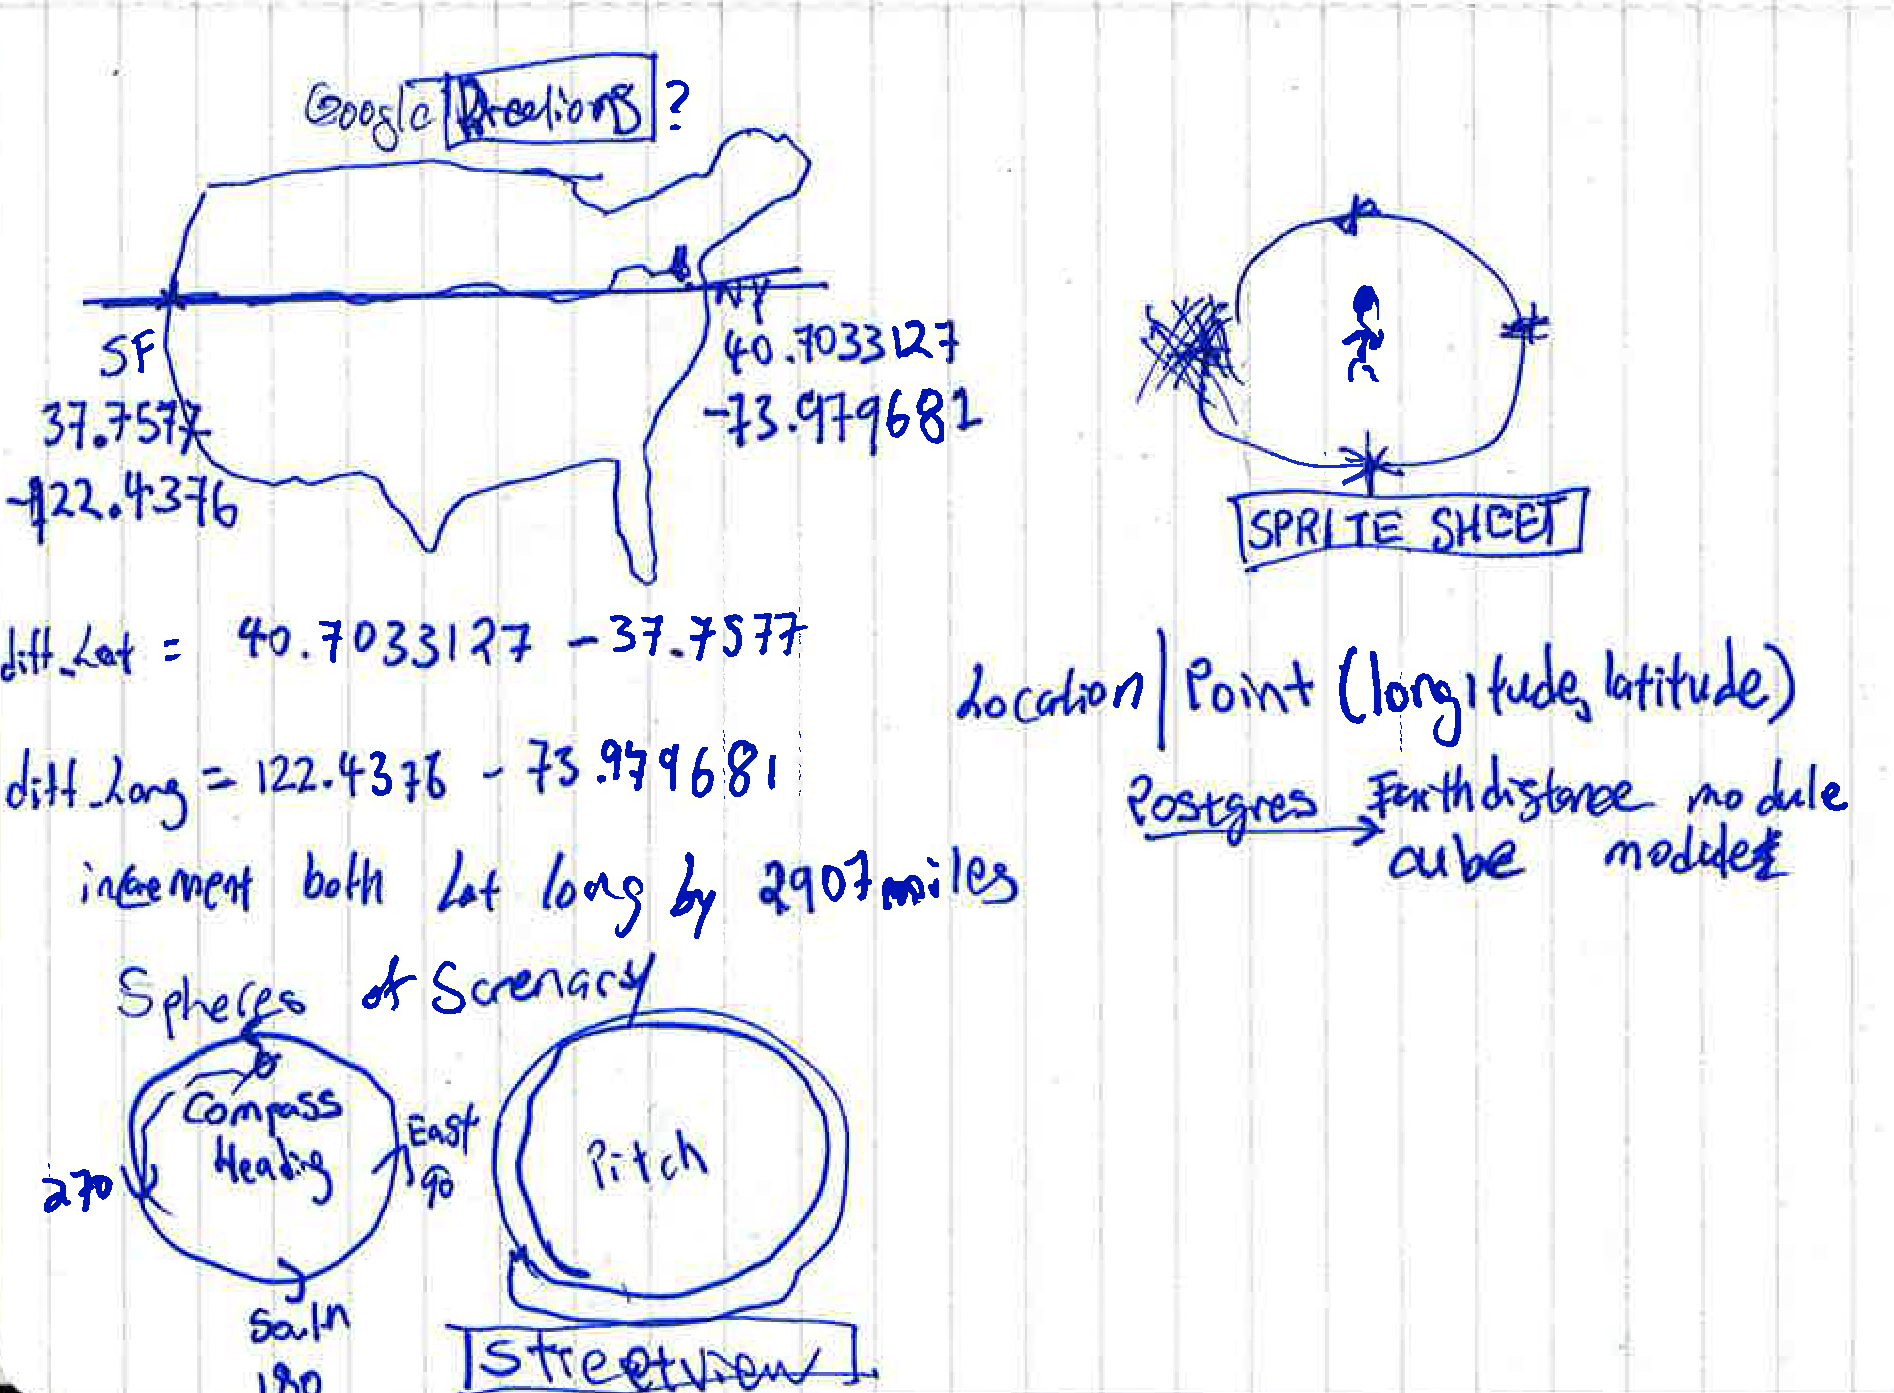 Google Directions ?
SF
37.7577
-122.4376
NY
40.7033127
-73.979681
diff_Lat = 40.7033127 - 37.7577
diff_Long = 122.4376 - 73.979681
increment both Lat long by 2907 miles
Spheres of Screnary
Compass
Heading
East
90
270
South
180
Pitch
Streetview
SPRITE SHEET
Location | Point (longitude, latitude)
Postgres → Earthdistance module
cube module